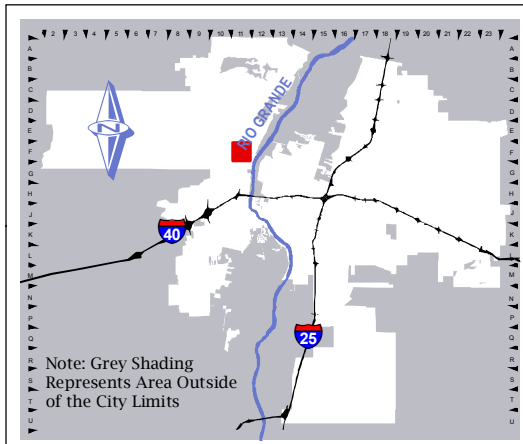 2 3 4 5 6 7 8 9 10 11 12 13 14 15 16 17 18 19 20 21 22 23
A A
B B
C C
D D
E E
F F
G G
H H
J J
K K
L L
M M
N N
P P
Q Q
R R
S S
T T
U U
N
RIO GRANDE
40
25
Note: Grey Shading
Represents Area Outside
of the City Limits